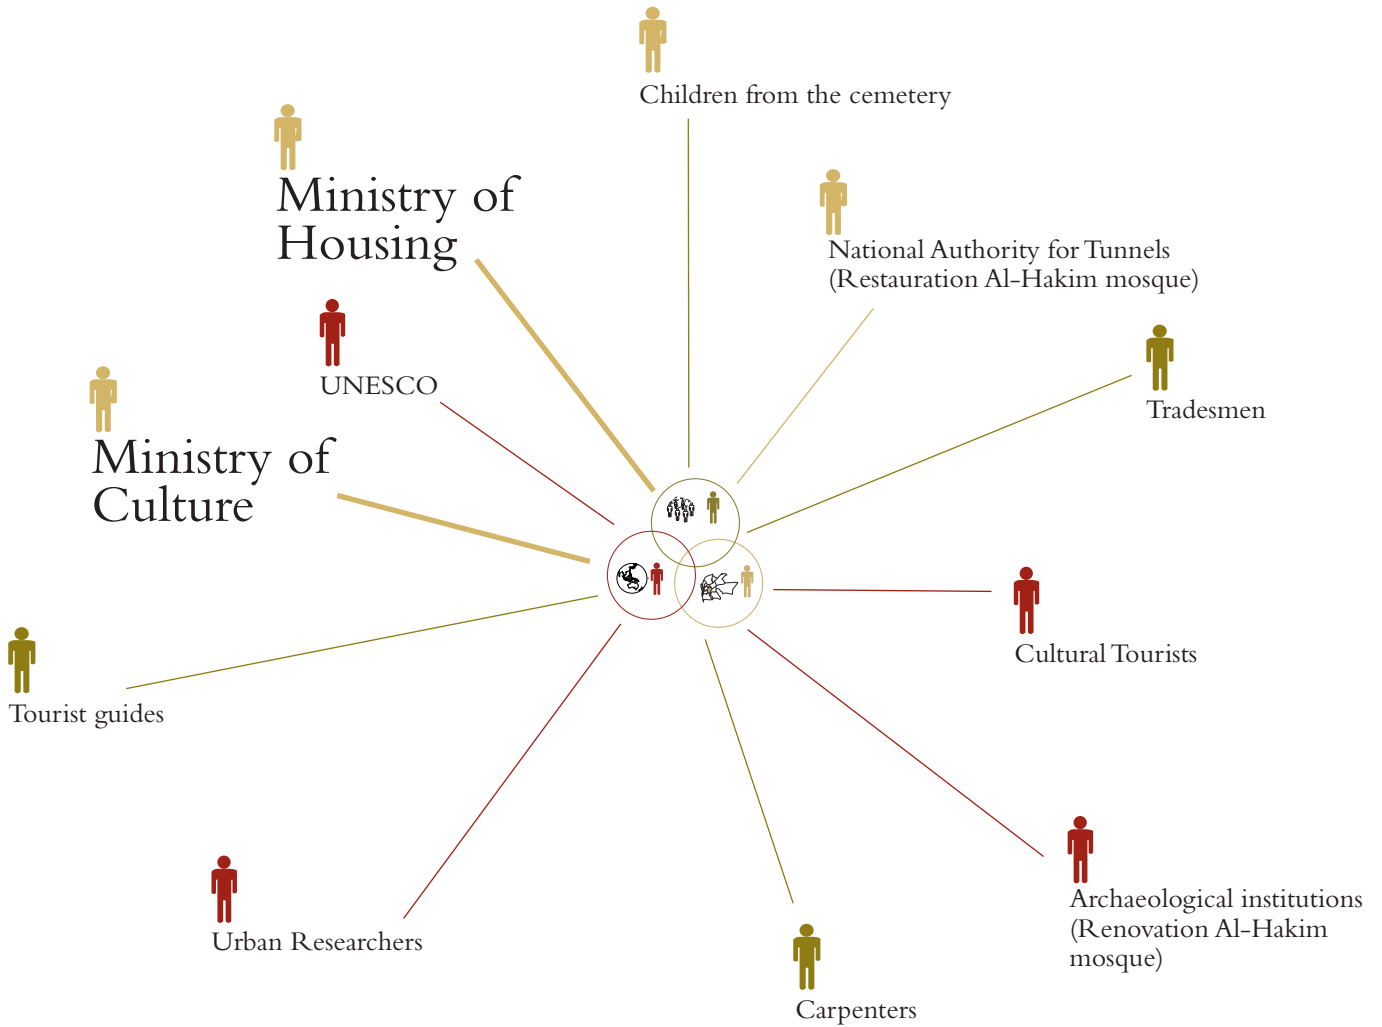 Children from the cemetery
Ministry of
Housing
National Authority for Tunnels
(Restauration Al-Hakim mosque)
UNESCO
Tradesmen
Ministry of
Culture
Cultural Tourists
Tourist guides
Archaeological institutions
(Renovation Al-Hakim
mosque)
Urban Researchers
Carpenters